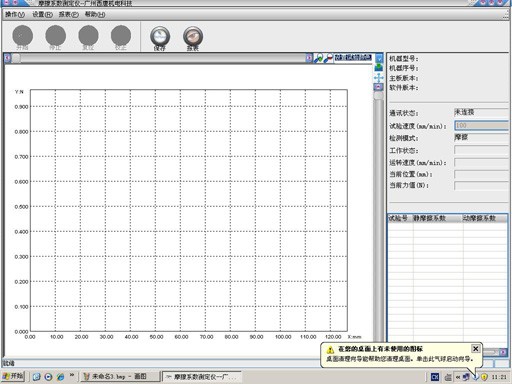 摩擦系数测定仪--广州西唐机电科技
操作(V) 设置(R) 报表(P) 帮助(H)
开始 停止 复位 校正 保存 报表
Y:N
0.900
0.800
0.700
0.600
0.500
0.400
0.300
0.200
0.100
0.000
0.00 10.00 20.00 30.00 40.00 50.00 60.00 70.00 80.00 90.00 100.00 110.00 120.00 X:mm
机器型号:
机器序号:
主板版本:
软件版本:
通讯状态: 未连接
试验速度(mm/min): 100
检测模式: 摩擦
工作状态:
运转速度(mm/min):
当前位置(mm):
当前力值(N):
试验号 静摩擦系数 动摩擦系数
在您的桌面上有未使用的图标
桌面清理向导能帮助您清理桌面。单击此气球启动向导。
就绪
开始 未命名3.bmp - 画图 摩擦系数测定仪--广... CN 11:21